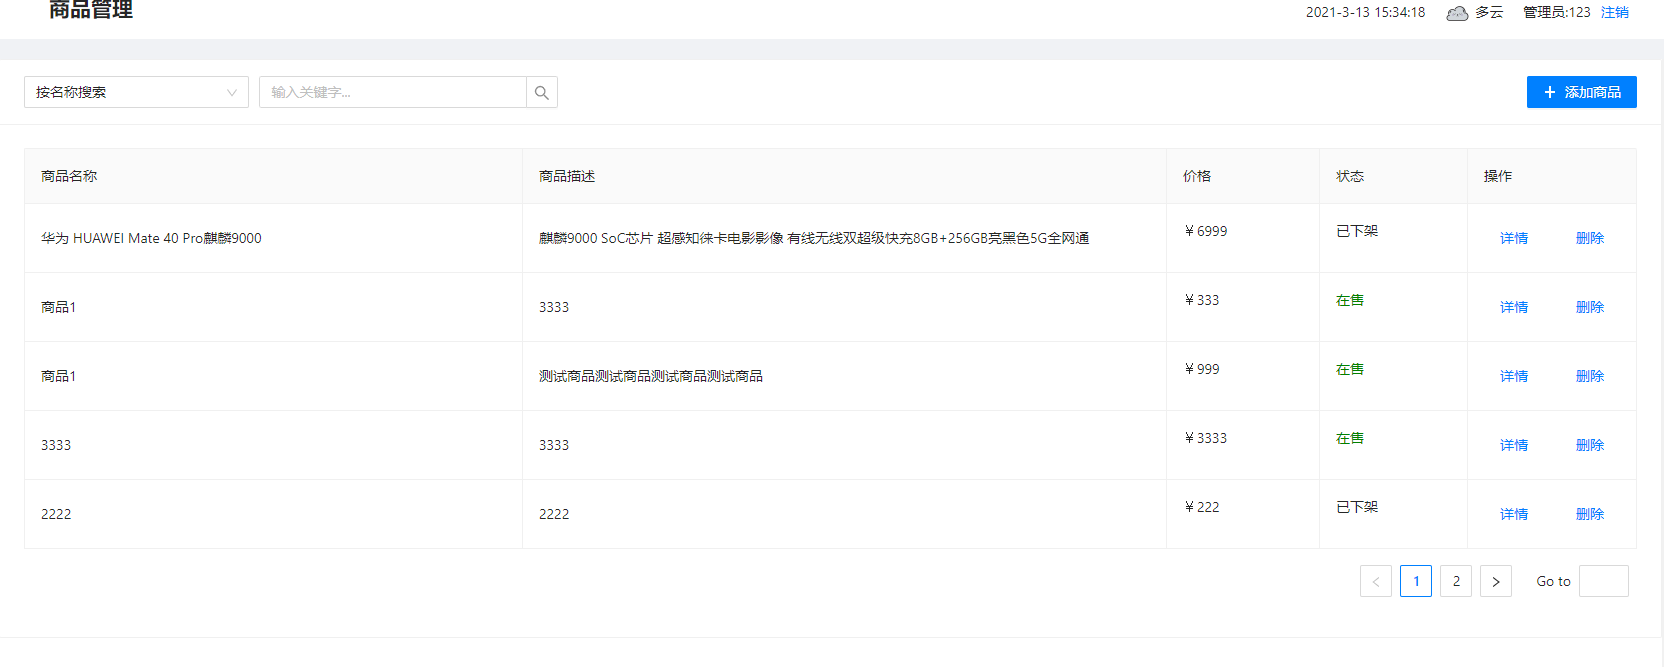 商品管理
2021-3-13 15:34:18 多云 管理员:123 注销
按名称搜索 输入关键字... 添加商品
商品名称 商品描述 价格 状态 操作
华为 HUAWEI Mate 40 Pro麒麟9000 麒麟9000 SoC芯片 超感知徕卡电影影像 有线无线双超级快充8GB+256GB亮黑色5G全网通 ￥6999 已下架 详情 删除
商品1 3333 ￥333 在售 详情 删除
商品1 测试商品测试商品测试商品测试商品 ￥999 在售 详情 删除
3333 3333 ￥3333 在售 详情 删除
2222 2222 ￥222 已下架 详情 删除
< 1 2 > Go to